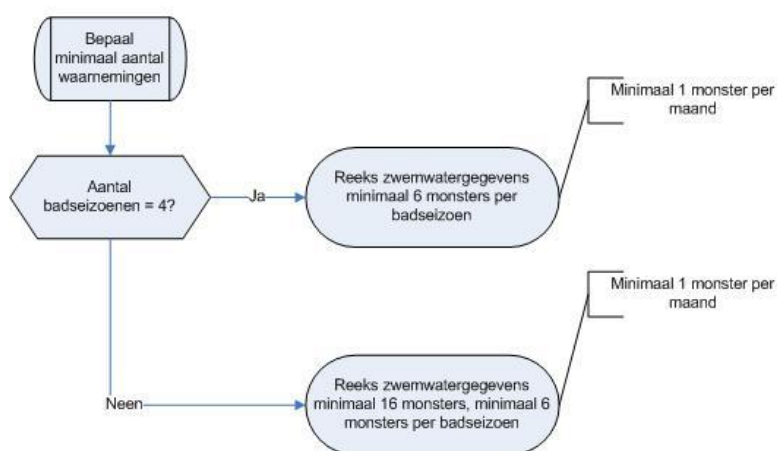 Bepaal
minimaal aantal
waarnemingen
Minimaal 1 monster per
maand
Aantal
badseizoenen = 4?
Ja
Reeks zwemwatergegevens
minimaal 6 monsters per
badseizoen
Minimaal 1 monster per
maand
Neen
Reeks zwemwatergegevens
minimaal 16 monsters, minimaal 6
monsters per badseizoen